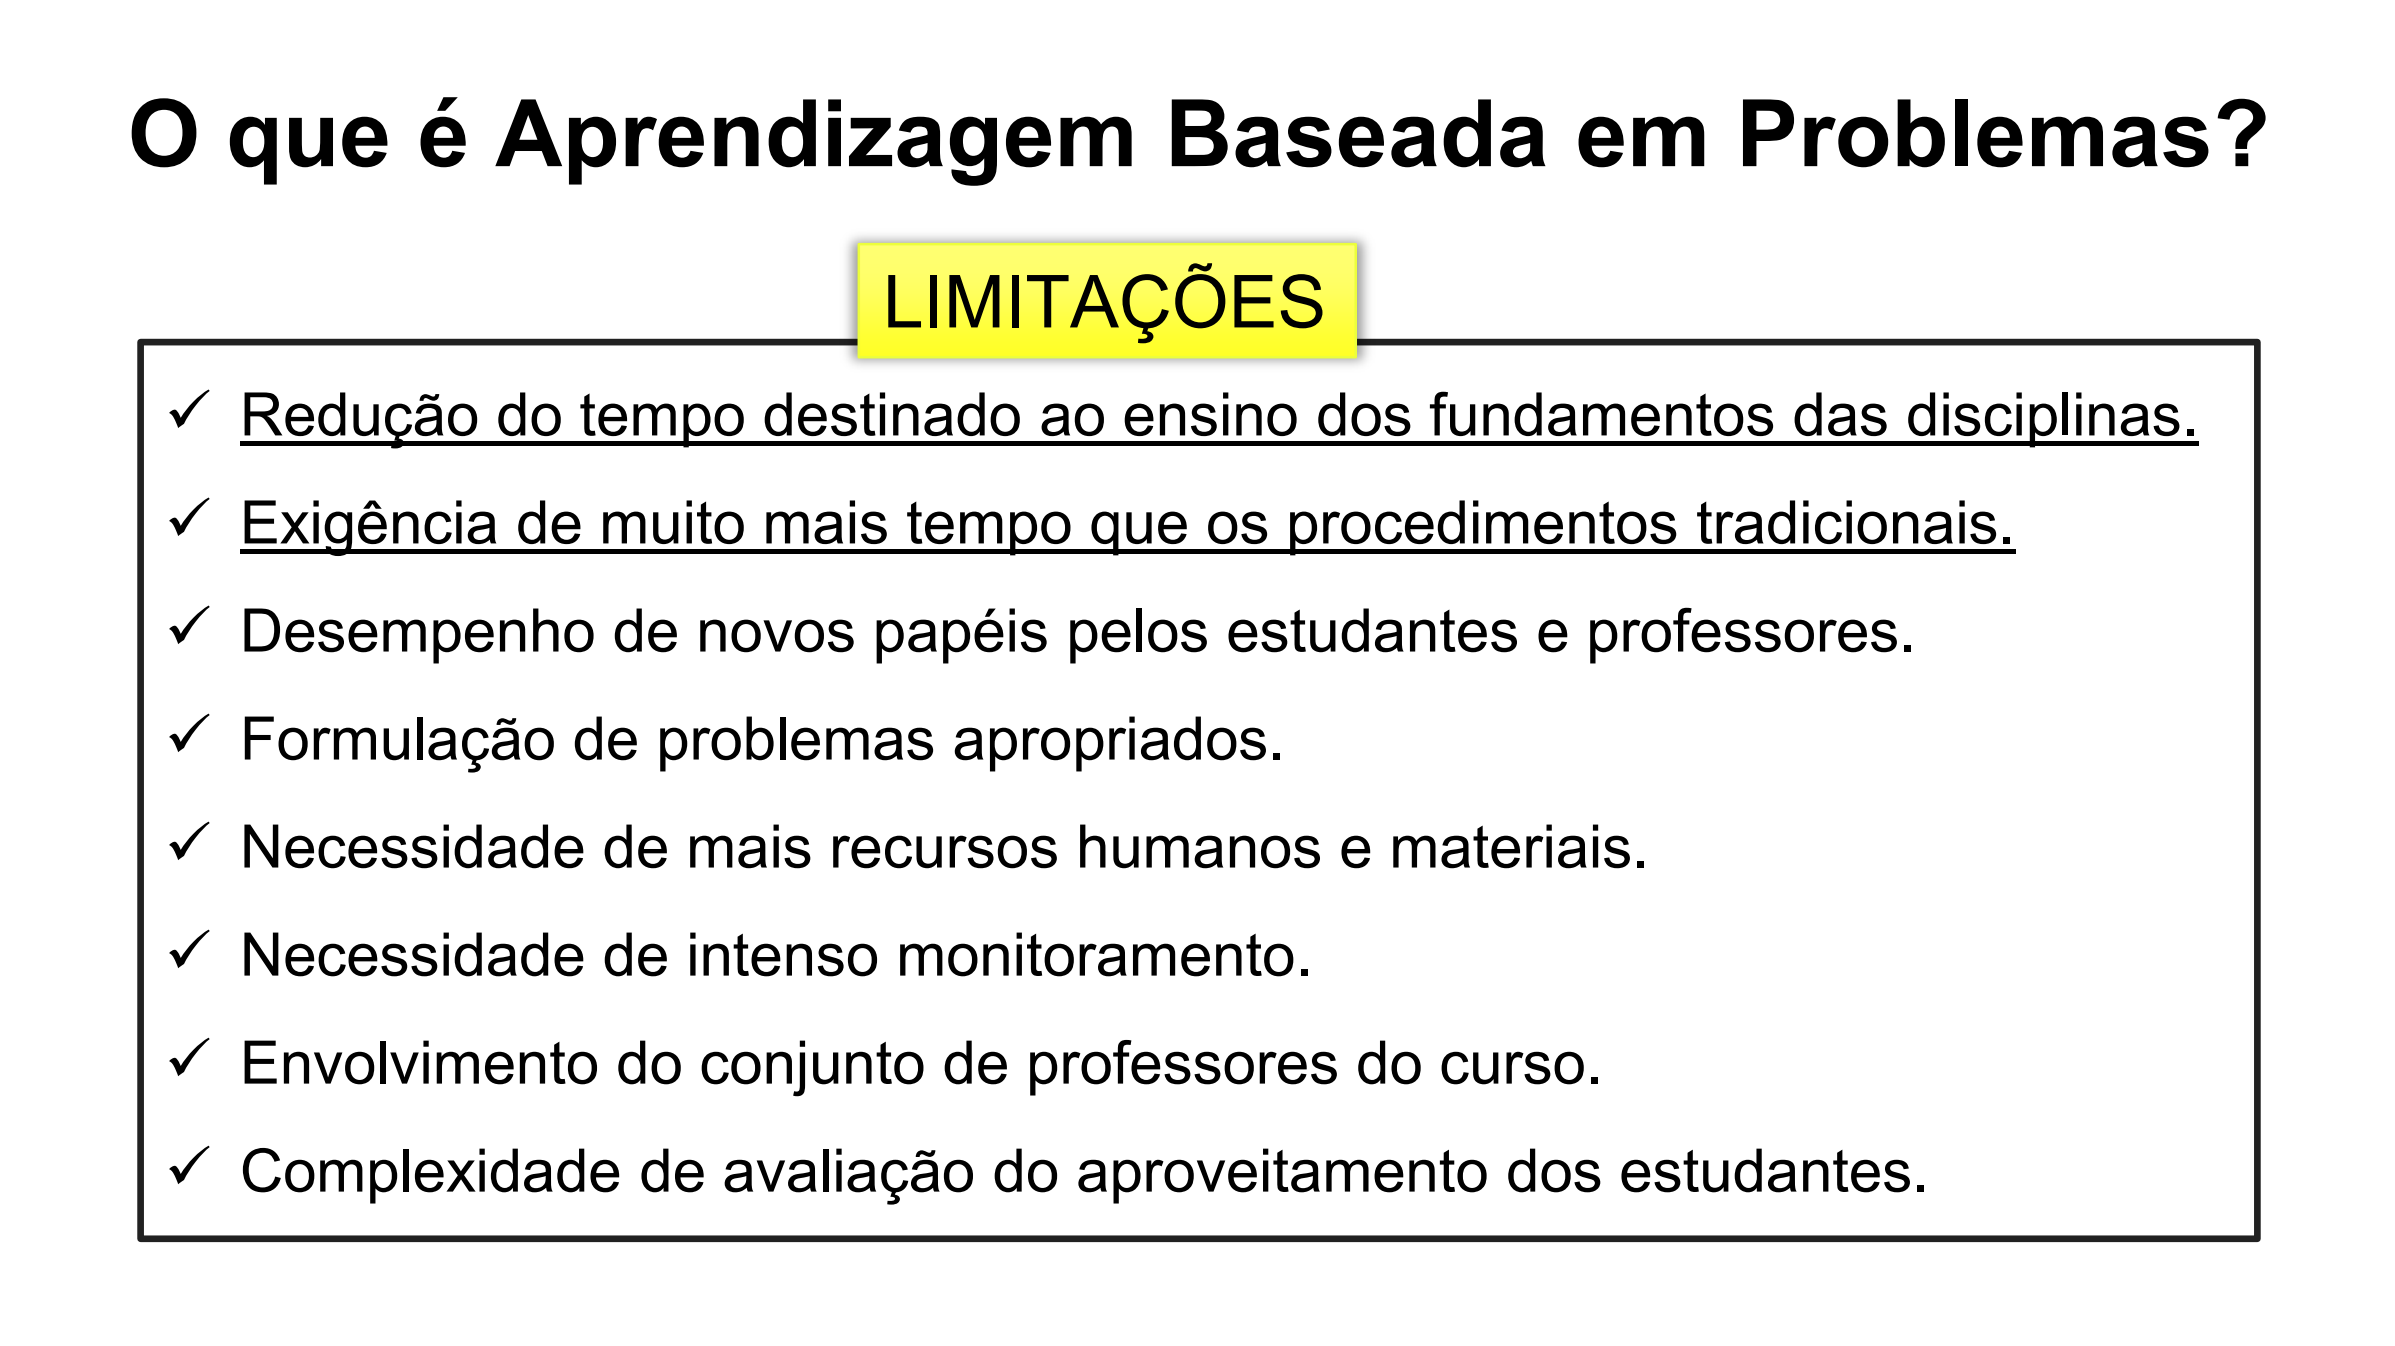 O que é Aprendizagem Baseada em Problemas?
LIMITAÇÕES
✓ Redução do tempo destinado ao ensino dos fundamentos das disciplinas.
✓ Exigência de muito mais tempo que os procedimentos tradicionais.
✓ Desempenho de novos papéis pelos estudantes e professores.
✓ Formulação de problemas apropriados.
✓ Necessidade de mais recursos humanos e materiais.
✓ Necessidade de intenso monitoramento.
✓ Envolvimento do conjunto de professores do curso.
✓ Complexidade de avaliação do aproveitamento dos estudantes.